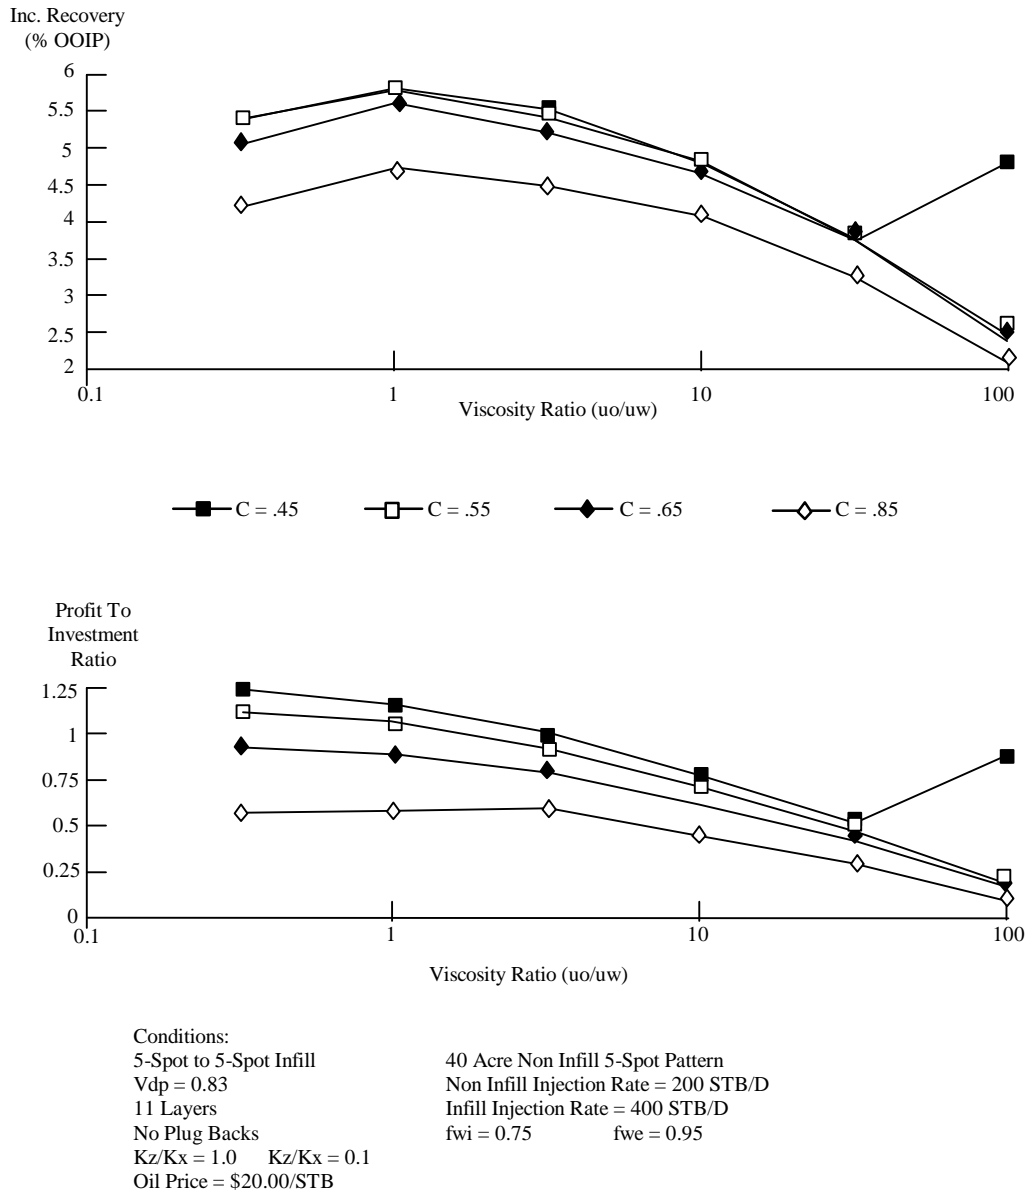 Inc. Recovery
(% OOIP)
6
5.5
5
4.5
4
3.5
3
2.5
2
0.1 1 10 100
Viscosity Ratio (uo/uw)
C = .45 C = .55 C = .65 C = .85
Profit To
Investment
Ratio
1.25
1
0.75
0.5
0.25
0
0.1 1 10 100
Viscosity Ratio (uo/uw)
Conditions:
5-Spot to 5-Spot Infill 40 Acre Non Infill 5-Spot Pattern
Vdp = 0.83 Non Infill Injection Rate = 200 STB/D
11 Layers Infill Injection Rate = 400 STB/D
No Plug Backs fwi = 0.75 fwe = 0.95
Kz/Kx = 1.0 Kz/Kx = 0.1
Oil Price = $20.00/STB